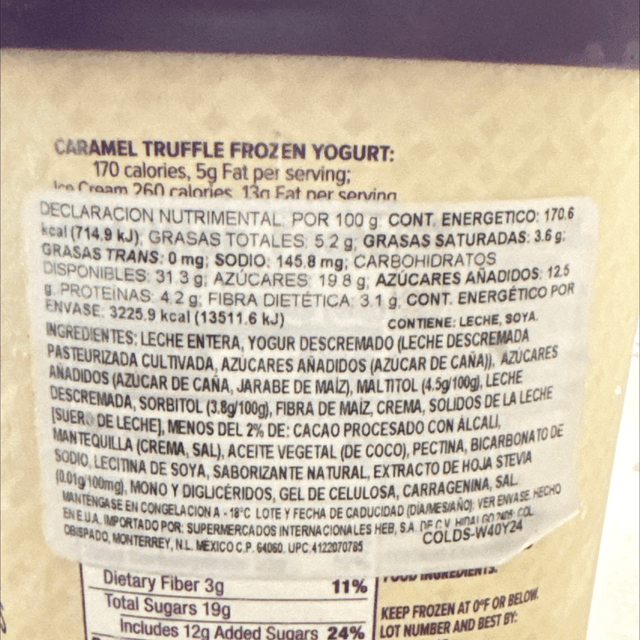 CARAMEL TRUFFLE FROZEN YOGURT:
170 calories, 5g Fat per serving;
Ice Cream 260 calories, 13g Fat per serving
DECLARACION NUTRIMENTAL: POR 100 g. CONT. ENERGETICO: 170.6
kcal (714.9 kJ); GRASAS TOTALES: 5.2 g; GRASAS SATURADAS: 3.6 g;
GRASAS TRANS: 0 mg; SODIO: 145.8 mg; CARBOHIDRATOS
DISPONIBLES: 31.3 g; AZÚCARES: 19.8 g; AZÚCARES AÑADIDOS: 12.5
g. PROTEÍNAS: 4.2 g; FIBRA DIETÉTICA: 3.1 g. CONT. ENERGÉTICO POR
ENVASE: 3225.9 kcal (13511.6 kJ)
CONTIENE: LECHE, SOYA.
INGREDIENTES: LECHE ENTERA, YOGUR DESCREMADO (LECHE DESCREMADA
PASTEURIZADA CULTIVADA, AZUCARES AÑADIDOS (AZÚCAR DE CAÑA)), AZÚCARES
AÑADIDOS (AZUCAR DE CAÑA, JARABE DE MAÍZ), MALTITOL (4.5g/100g), LECHE
DESCREMADA, SORBITOL (3.8g/100g), FIBRA DE MAÍZ, CREMA, SOLIDOS DE LA LECHE
[SUERO DE LECHE], MENOS DEL 2% DE: CACAO PROCESADO CON ÁLCALI,
MANTEQUILLA (CREMA, SAL), ACEITE VEGETAL (DE COCO), PECTINA, BICARBONATO DE
SODIO, LECITINA DE SOYA, SABORIZANTE NATURAL, EXTRACTO DE HOJA STEVIA
(0.01g/100mg), MONO Y DIGLICÉRIDOS, GEL DE CELULOSA, CARRAGENINA, SAL.
MANTENGASE EN CONGELACION A - 18°C LOTE Y FECHA DE CADUCIDAD (DÍA/MES/AÑO): VER ENVASE. HECHO
EN E.U.A. IMPORTADO POR: SUPERMERCADOS INTERNACIONALES HEB, S.A. DE C.V. HIDALGO COL.
OBISPADO, MONTERREY, N.L. MÉXICO C.P. 64060. UPC:4122070785
COLDS-W40Y24
Dietary Fiber 3g 11%
Total Sugars 19g
Includes 12g Added Sugars 24%
FOOD INGREDIENTS.
KEEP FROZEN AT 0°F OR BELOW.
LOT NUMBER AND BEST BY: